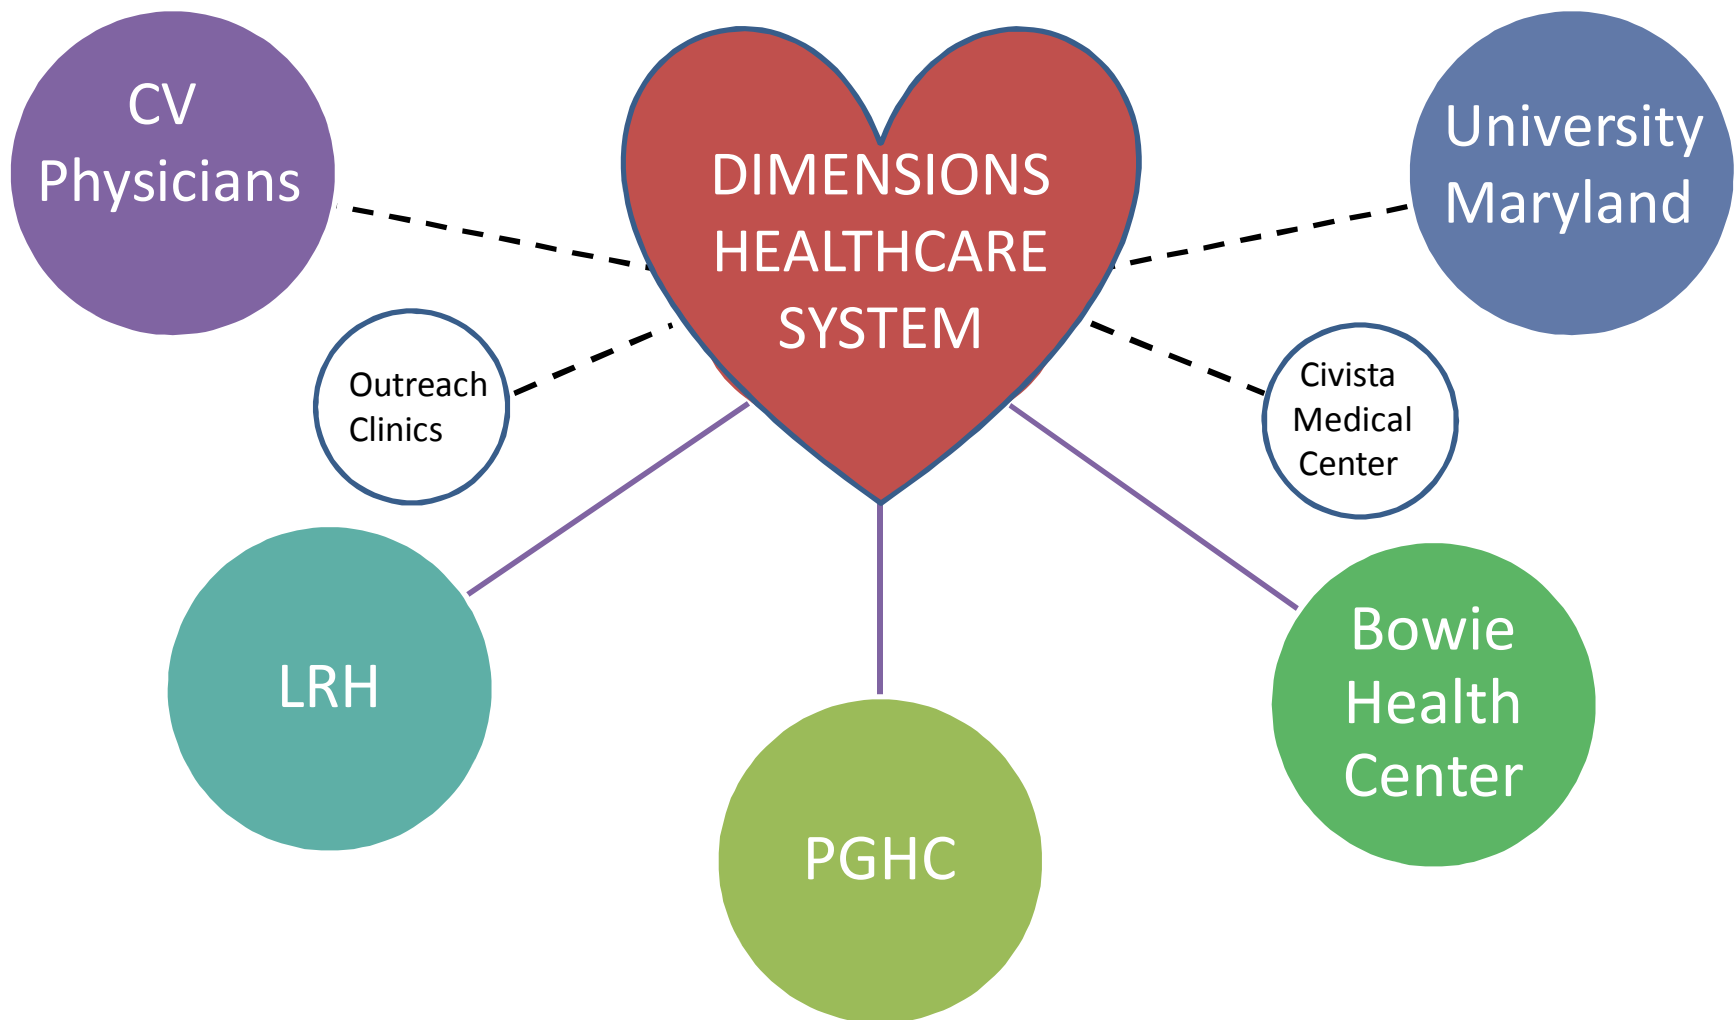 CV
Physicians
DIMENSIONS
HEALTHCARE
SYSTEM
University
Maryland
Outreach
Clinics
Civista
Medical
Center
LRH
PGHC
Bowie
Health
Center